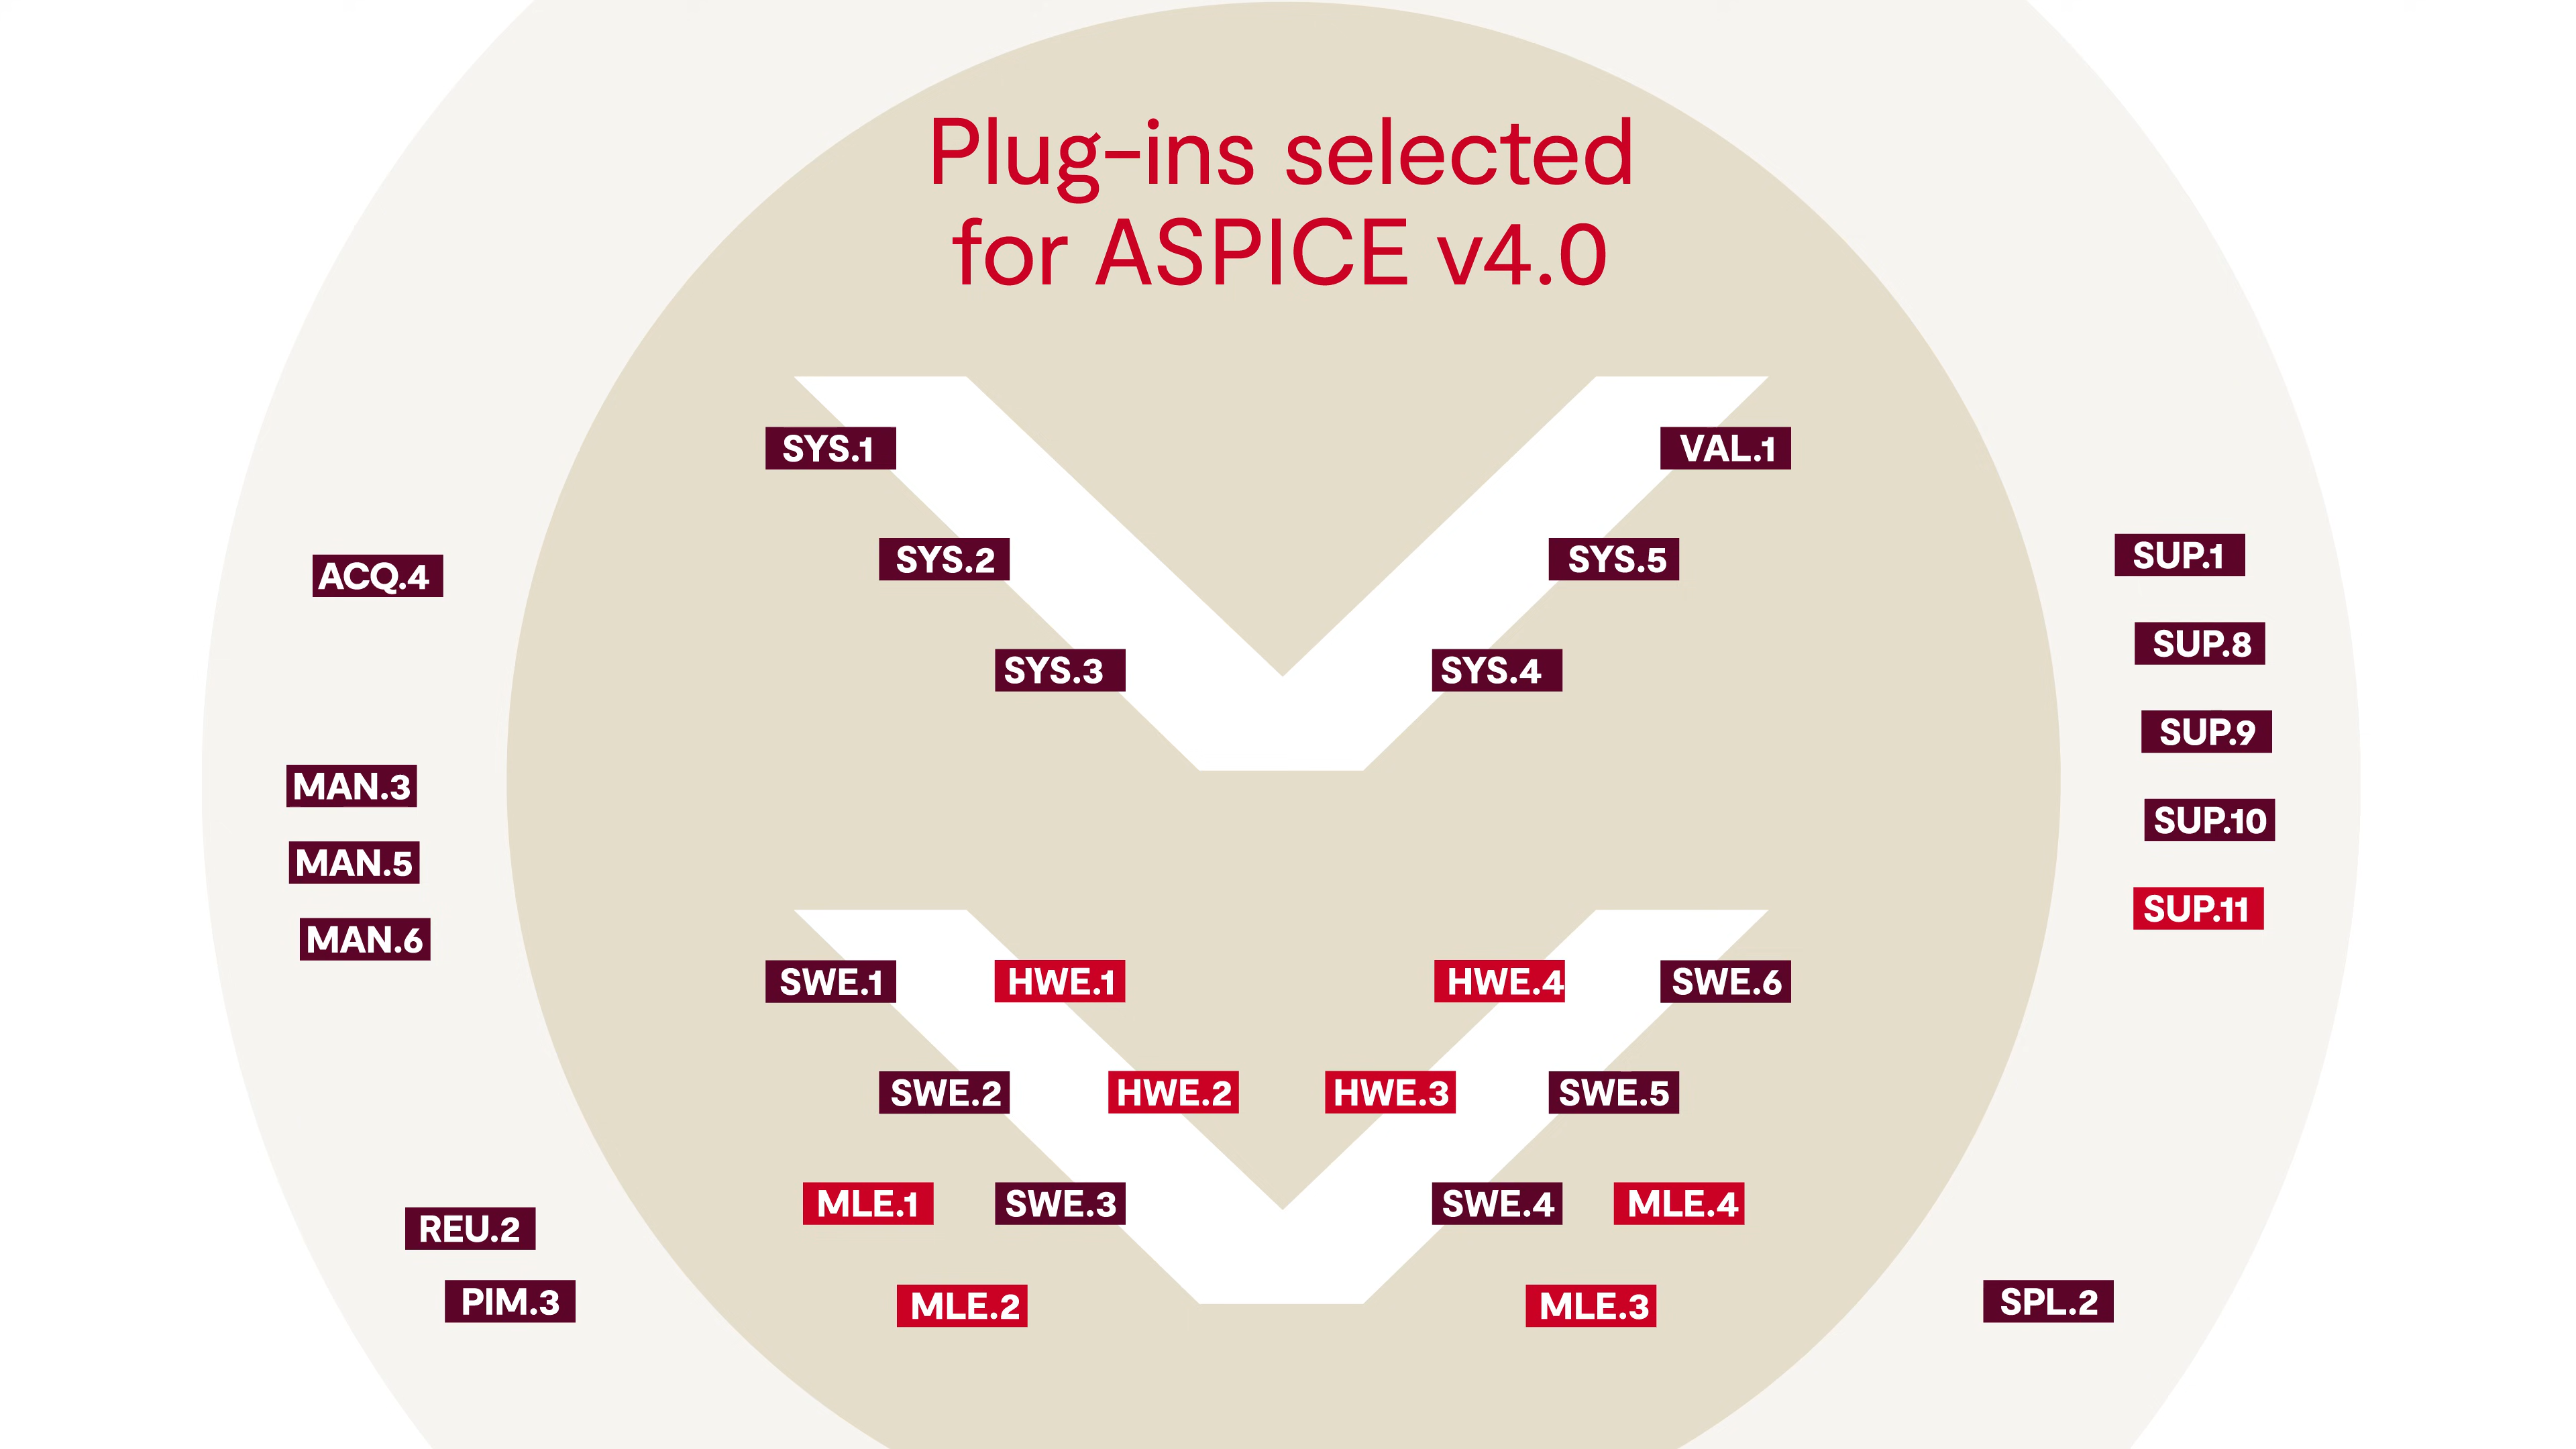 Plug-ins selected
for ASPICE v4.0
SYS.1
VAL.1
SYS.2
SYS.5
SUP.1
ACQ.4
SUP.8
SYS.3
SYS.4
SUP.9
MAN.3
SUP.10
MAN.5
SUP.11
MAN.6
SWE.1
HWE.1
HWE.4
SWE.6
SWE.2
HWE.2
HWE.3
SWE.5
MLE.1
SWE.3
SWE.4
MLE.4
REU.2
PIM.3
MLE.2
MLE.3
SPL.2